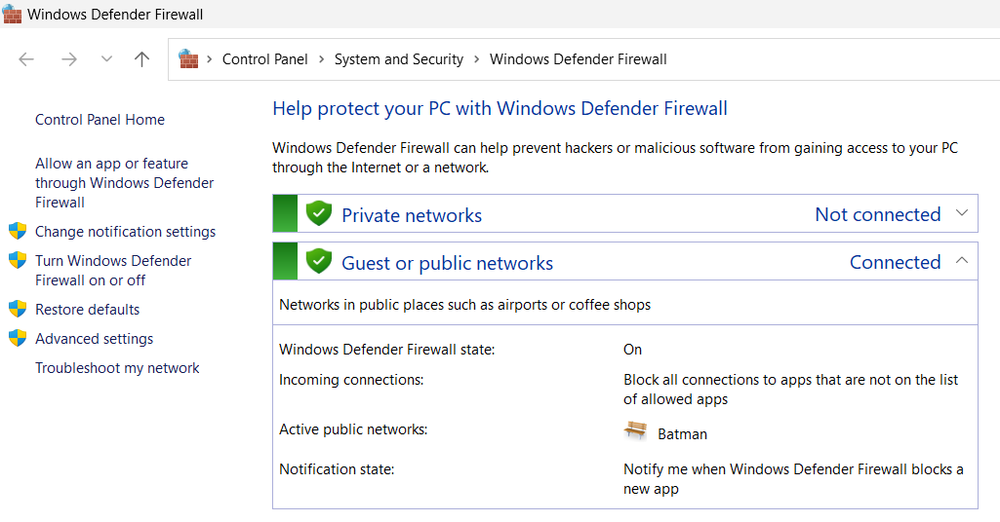 Windows Defender Firewall
Control Panel > System and Security > Windows Defender Firewall
Control Panel Home
Allow an app or feature
through Windows Defender
Firewall
Change notification settings
Turn Windows Defender
Firewall on or off
Restore defaults
Advanced settings
Troubleshoot my network
Help protect your PC with Windows Defender Firewall
Windows Defender Firewall can help prevent hackers or malicious software from gaining access to your PC
through the Internet or a network.
Private networks Not connected
Guest or public networks Connected
Networks in public places such as airports or coffee shops
Windows Defender Firewall state: On
Incoming connections: Block all connections to apps that are not on the list
of allowed apps
Active public networks: Batman
Notification state: Notify me when Windows Defender Firewall blocks a
new app